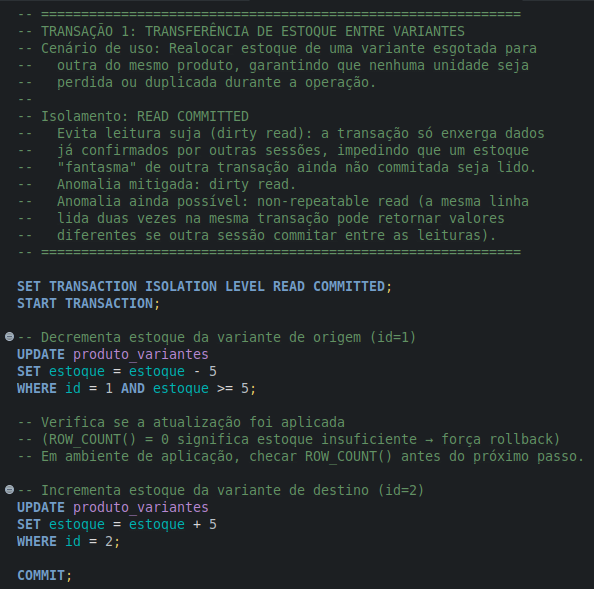 -- ============================================================
-- TRANSAÇÃO 1: TRANSFERÊNCIA DE ESTOQUE ENTRE VARIANTES
-- Cenário de uso: Realocar estoque de uma variante esgotada para
--   outra do mesmo produto, garantindo que nenhuma unidade seja
--   perdida ou duplicada durante a operação.
--
-- Isolamento: READ COMMITTED
--   Evita leitura suja (dirty read): a transação só enxerga dados
--   já confirmados por outras sessões, impedindo que um estoque
--   "fantasma" de outra transação ainda não commitada seja lido.
--   Anomalia mitigada: dirty read.
--   Anomalia ainda possível: non-repeatable read (a mesma linha
--   lida duas vezes na mesma transação pode retornar valores
--   diferentes se outra sessão commitar entre as leituras).
-- ============================================================
SET TRANSACTION ISOLATION LEVEL READ COMMITTED;
START TRANSACTION;
-- Decrementa estoque da variante de origem (id=1)
UPDATE produto_variantes
SET estoque = estoque - 5
WHERE id = 1 AND estoque >= 5;
-- Verifica se a atualização foi aplicada
-- (ROW_COUNT() = 0 significa estoque insuficiente → força rollback)
-- Em ambiente de aplicação, checar ROW_COUNT() antes do próximo passo.
-- Incrementa estoque da variante de destino (id=2)
UPDATE produto_variantes
SET estoque = estoque + 5
WHERE id = 2;
COMMIT;